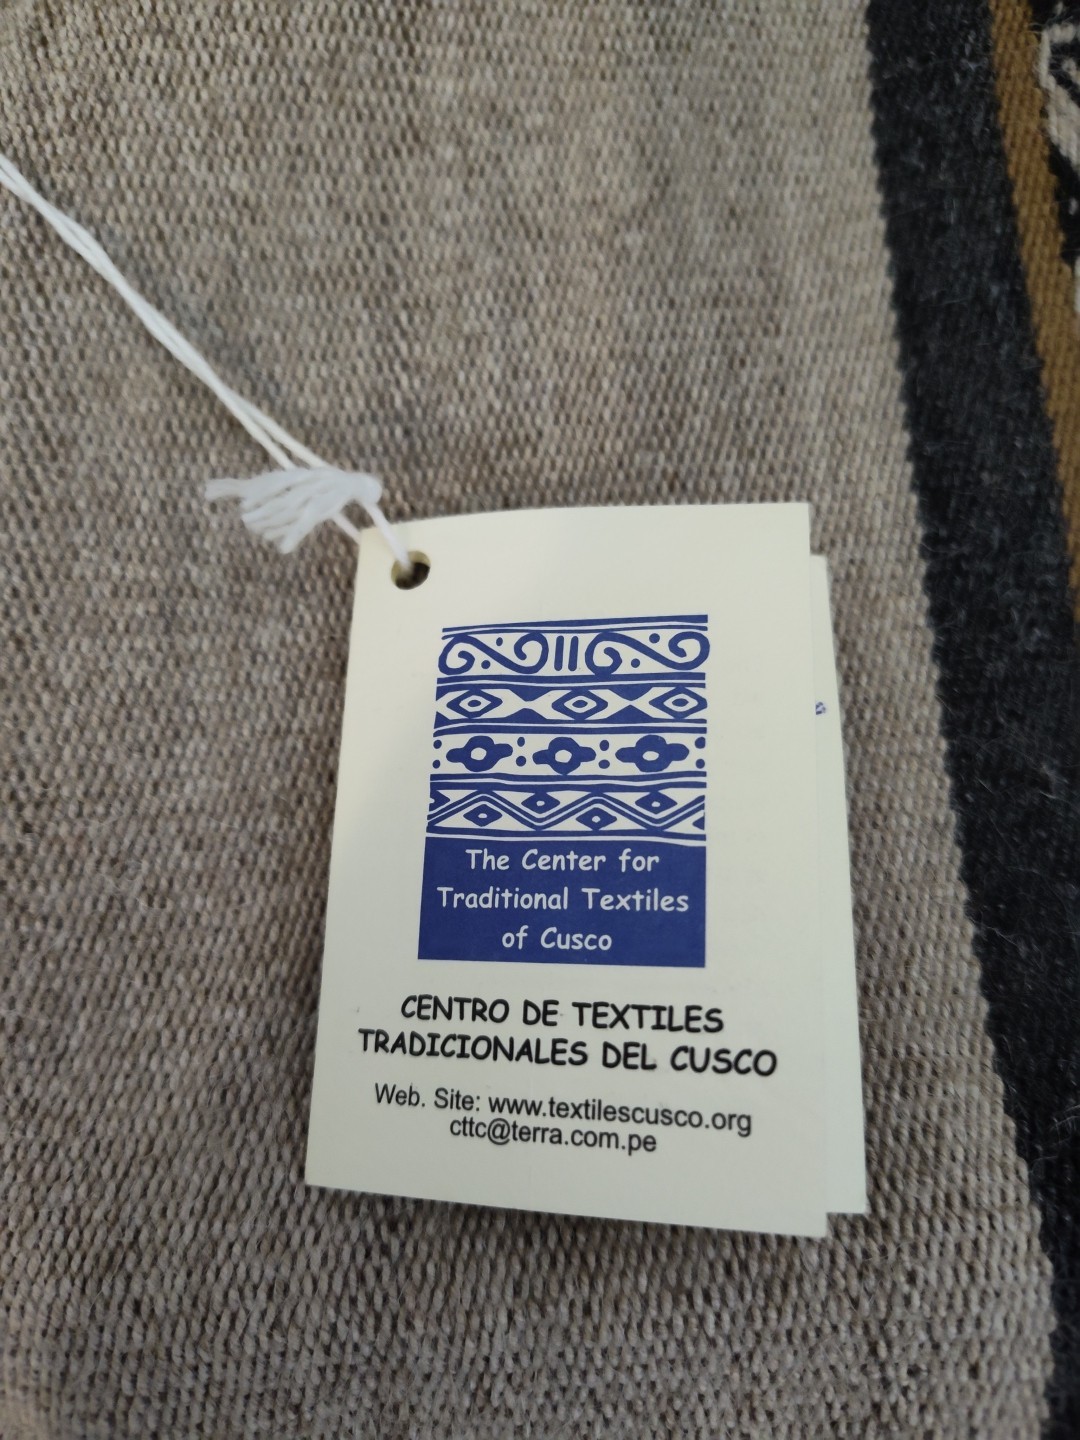 The Center for
Traditional Textiles
of Cusco
CENTRO DE TEXTILES
TRADICIONALES DEL CUSCO
Web. Site: www.textilescusco.org
cttc@terra.com.pe